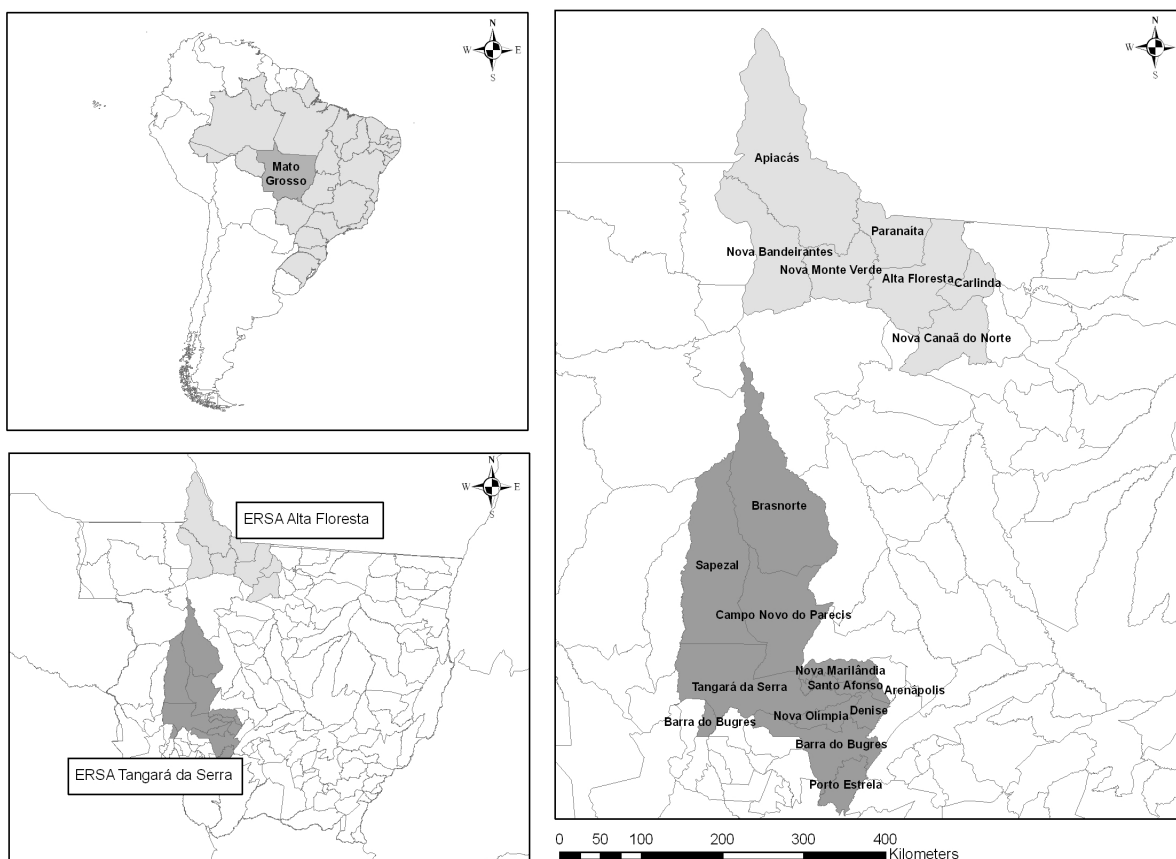 N
W
E
S
Mato
Grosso
N
W
E
S
ERSA Alta Floresta
ERSA Tangará da Serra
N
W
E
S
Apiacás
Paranaíta
Nova Bandeirantes
Nova Monte Verde
Alta Floresta
Carlinda
Nova Canaã do Norte
Brasnorte
Sapezal
Campo Novo do Parecis
Nova Marilândia
Santo Afonso
Arenápolis
Tangará da Serra
Denise
Nova Olímpia
Barra do Bugres
Barra do Bugres
Porto Estrela
0 50 100 200 300 400
Kilometers